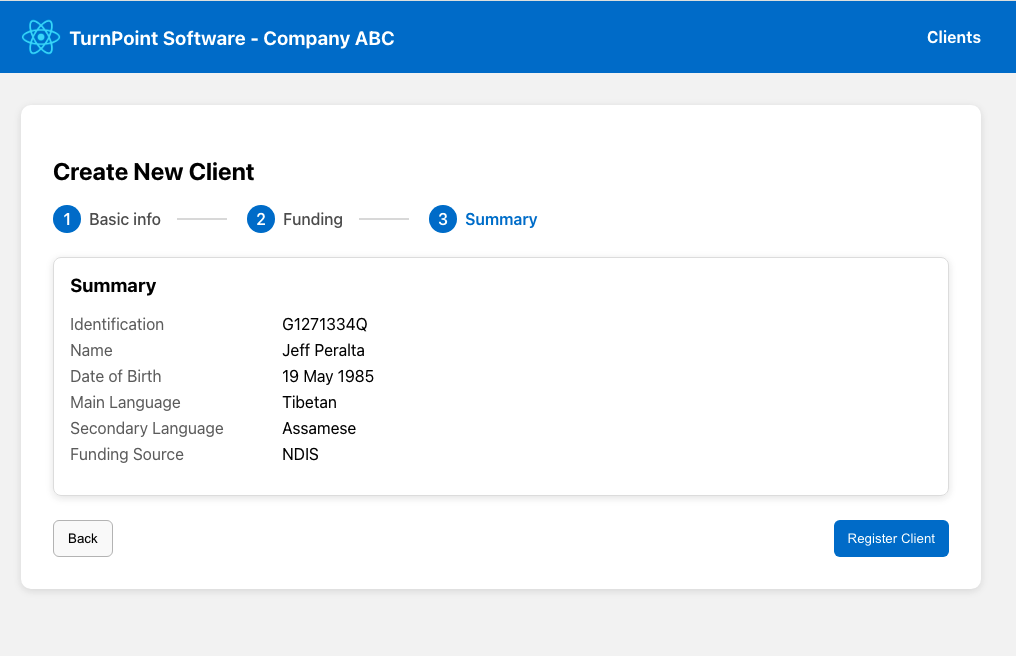 TurnPoint Software - Company ABC
Clients
Create New Client
1 Basic info 2 Funding 3 Summary
Summary
Identification G1271334Q
Name Jeff Peralta
Date of Birth 19 May 1985
Main Language Tibetan
Secondary Language Assamese
Funding Source NDIS
Back
Register Client